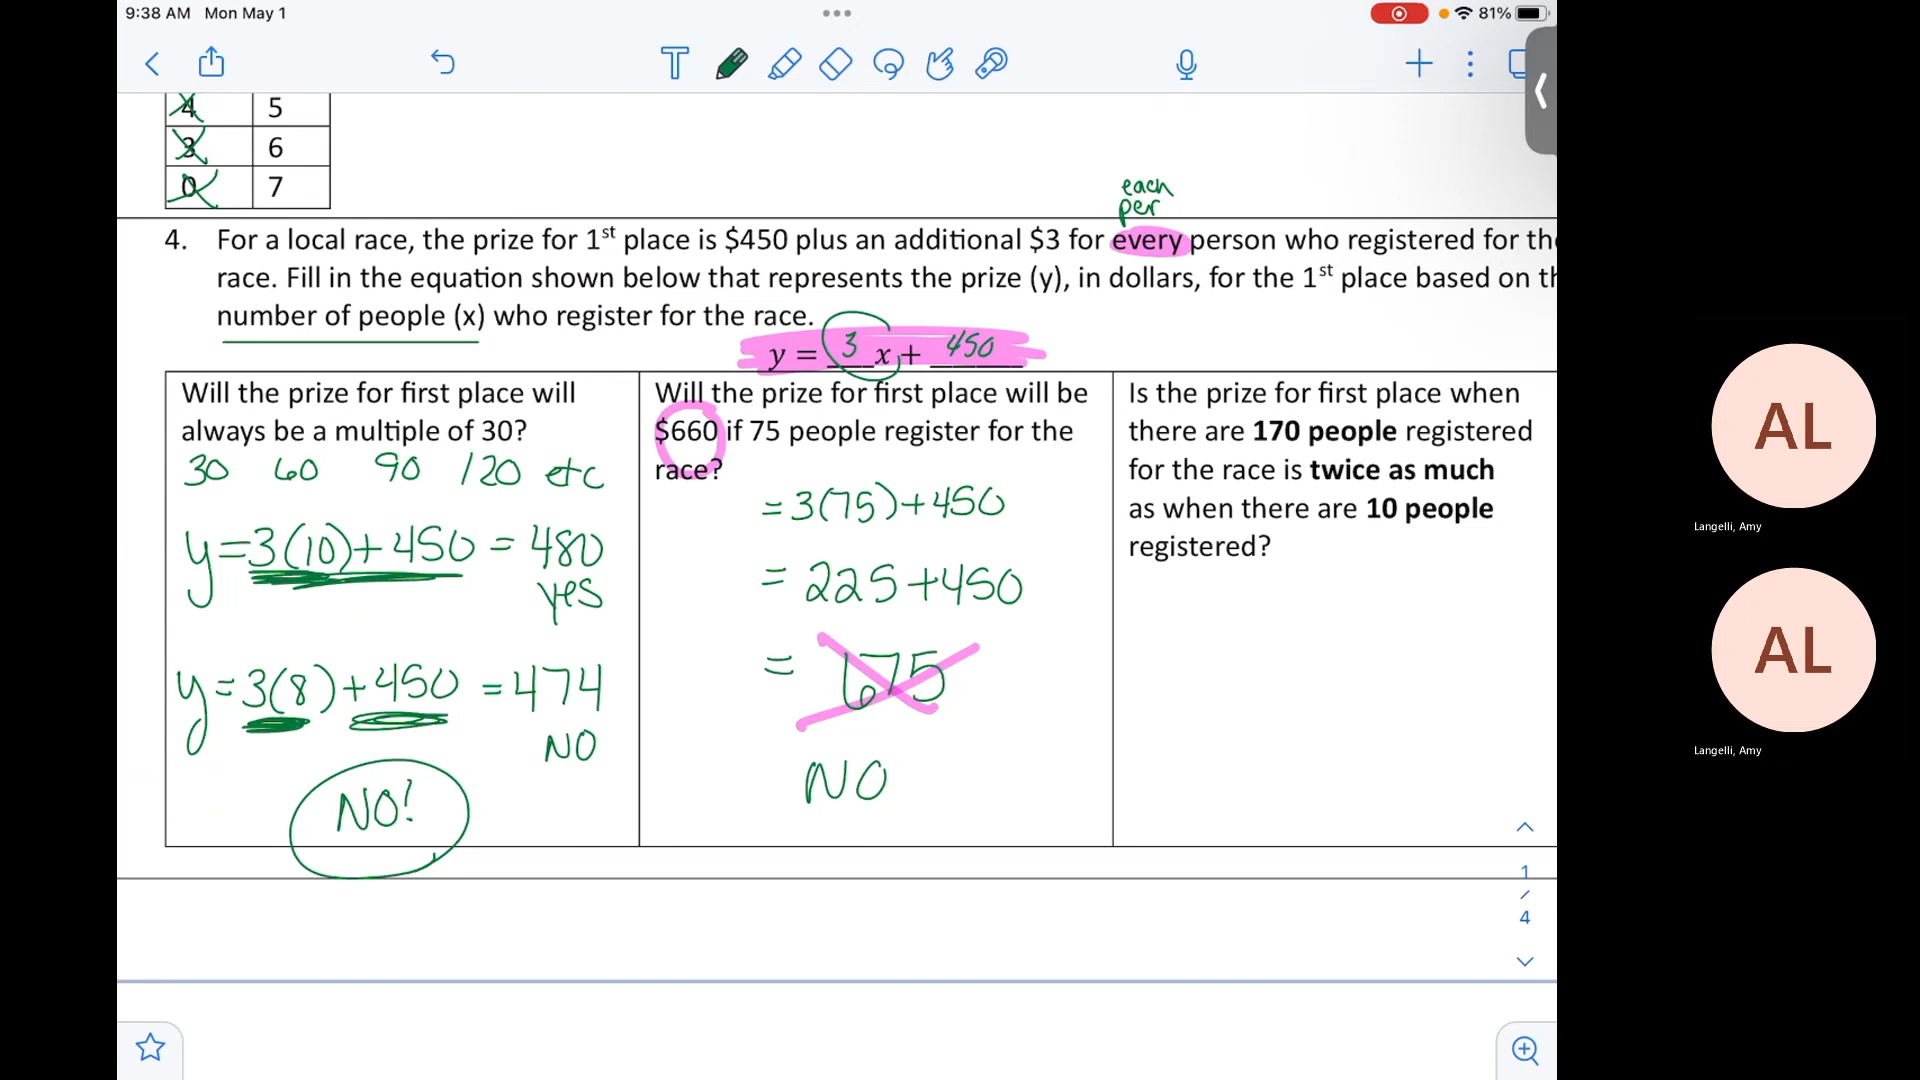 9:38 AM Mon May 1
81%
4 5
3 6
0 7
each
per
4. For a local race, the prize for 1st place is $450 plus an additional $3 for every person who registered for th
race. Fill in the equation shown below that represents the prize (y), in dollars, for the 1st place based on th
number of people (x) who register for the race.
y = 3 x + 450
Will the prize for first place will
always be a multiple of 30?
30 60 90 120 etc
y=3(10)+450 = 480
yes
y=3(8)+450 =474
NO
NO!
Will the prize for first place will be
$660 if 75 people register for the
race?
=3(75)+450
= 225+450
= 675
NO
Is the prize for first place when
there are 170 people registered
for the race is twice as much
as when there are 10 people
registered?
1
/
4
AL
Langelli, Amy
AL
Langelli, Amy